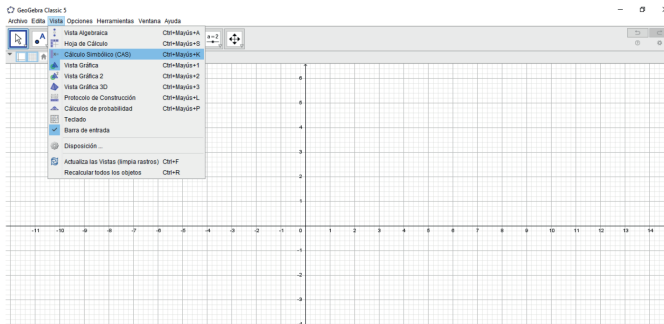 GeoGebra Classic 5
Archivo Edita Vista Opciones Herramientas Ventana Ayuda
A
a=2
Vista Algebraica Ctrl+Mayús+A
Hoja de Cálculo Ctrl+Mayús+S
Cálculo Simbólico (CAS) Ctrl+Mayús+K
Vista Gráfica Ctrl+Mayús+1
Vista Gráfica 2 Ctrl+Mayús+2
Vista Gráfica 3D Ctrl+Mayús+3
Protocolo de Construcción Ctrl+Mayús+L
Cálculos de probabilidad Ctrl+Mayús+P
Teclado
Barra de entrada
Disposición ...
Actualiza las Vistas (limpia rastros) Ctrl+F
Recalcular todos los objetos Ctrl+R
6
5
4
3
2
1
-11 -10 -9 -8 -7 -6 -5 -4 -3 -2 -1 0 1 2 3 4 5 6 7 8 9 10 11 12 13 14
-1
-2
-3
-4